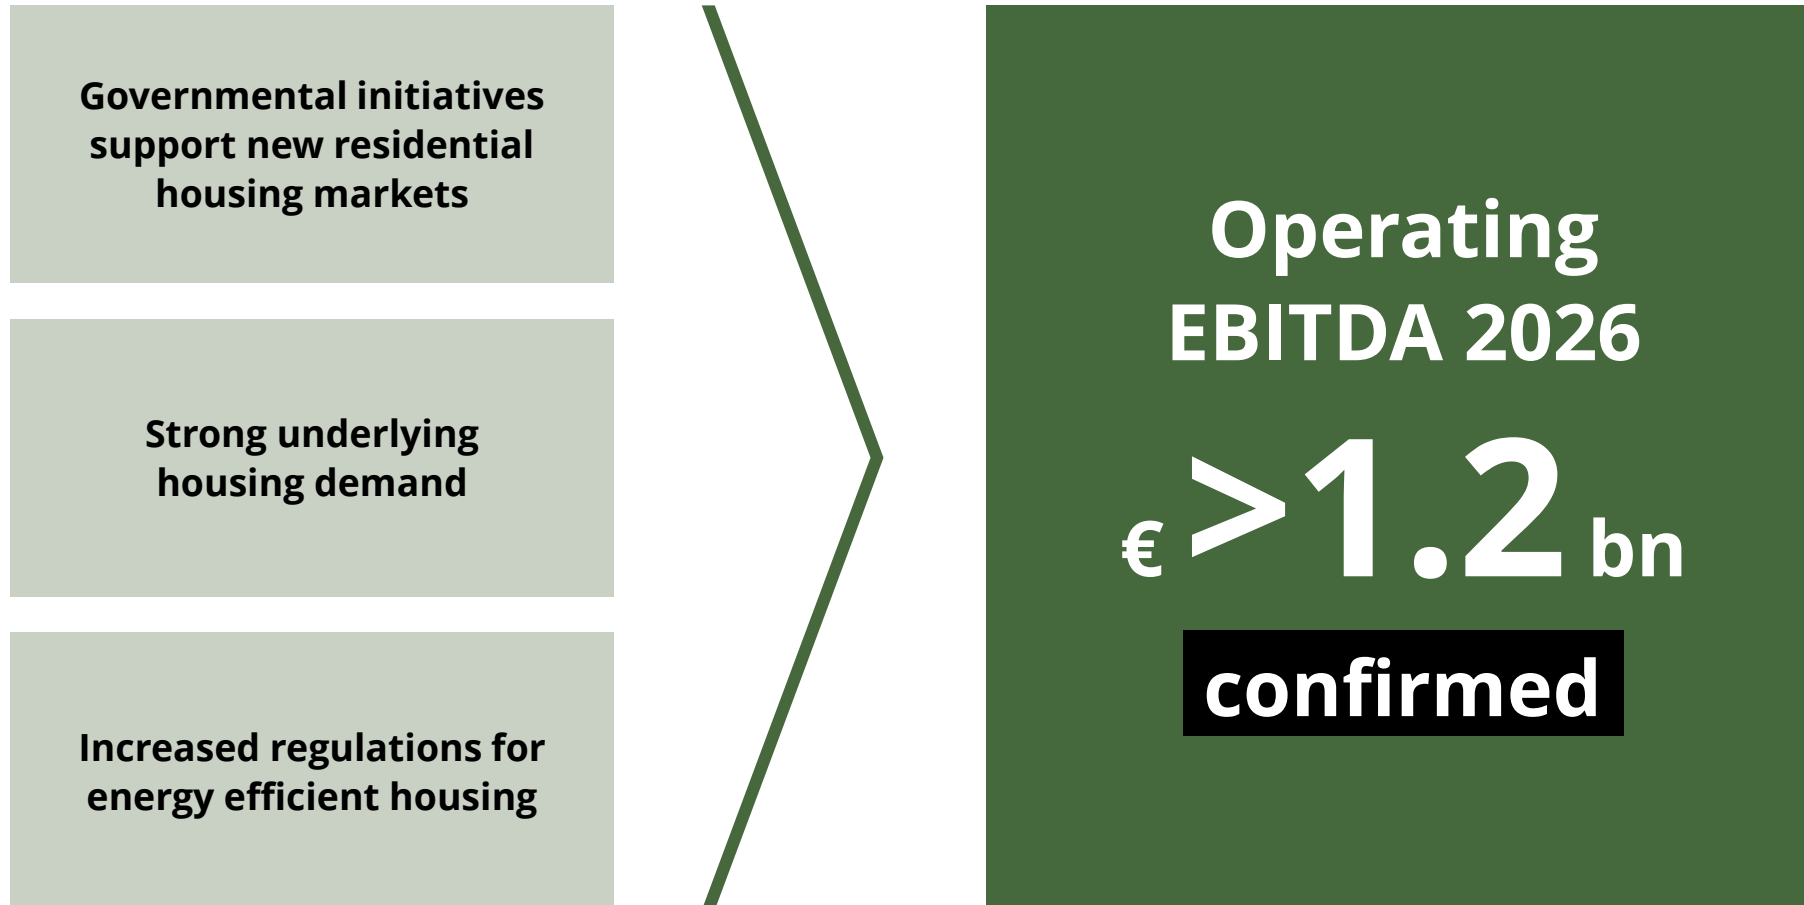 Governmental initiatives
support new residential
housing markets
Strong underlying
housing demand
Increased regulations for
energy efficient housing
Operating
EBITDA 2026
€ >1.2 bn
confirmed